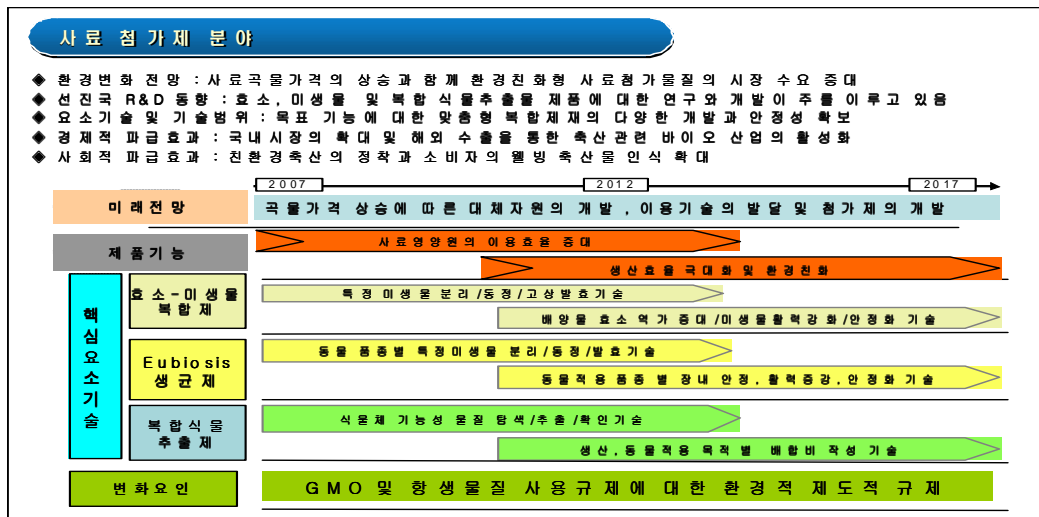 사료 첨가제 분야
◆ 환경변화 전망 : 사료곡물가격의 상승과 함께 환경친화형 사료첨가물질의 시장 수요 증대
◆ 선진국 R&D 동향 : 효소, 미생물 및 복합 식물추출물 제품에 대한 연구와 개발이 주를 이루고 있음
◆ 요소기술 및 기술범위 : 목표 기능에 대한 맞춤형 복합제재의 다양한 개발과 안정성 확보
◆ 경제적 파급효과 : 국내시장의 확대 및 해외 수출을 통한 축산관련 바이오 산업의 활성화
◆ 사회적 파급효과 : 친환경축산의 정착과 소비자의 웰빙 축산물 인식 확대
2007 2012 2017
미래전망
곡물가격 상승에 따른 대체자원의 개발, 이용기술의 발달 및 첨가제의 개발
제품기능
사료영양원의 이용효율 증대
생산효율 극대화 및 환경친화
핵심요소기술
효소-미생물
복합제
특정 미생물 분리/동정/고상발효기술
배양물 효소 역가 증대/미생물활력강화/안정화 기술
Eubiosis
생균제
동물 품종별 특정미생물 분리/동정/발효기술
동물적용 품종 별 장내 안정, 활력증강, 안정화 기술
복합식물
추출제
식물체 기능성 물질 탐색/추출/확인기술
생산, 동물적용 목적별 배합비 작성 기술
변화요인
GMO 및 항생물질 사용규제에 대한 환경적 제도적 규제